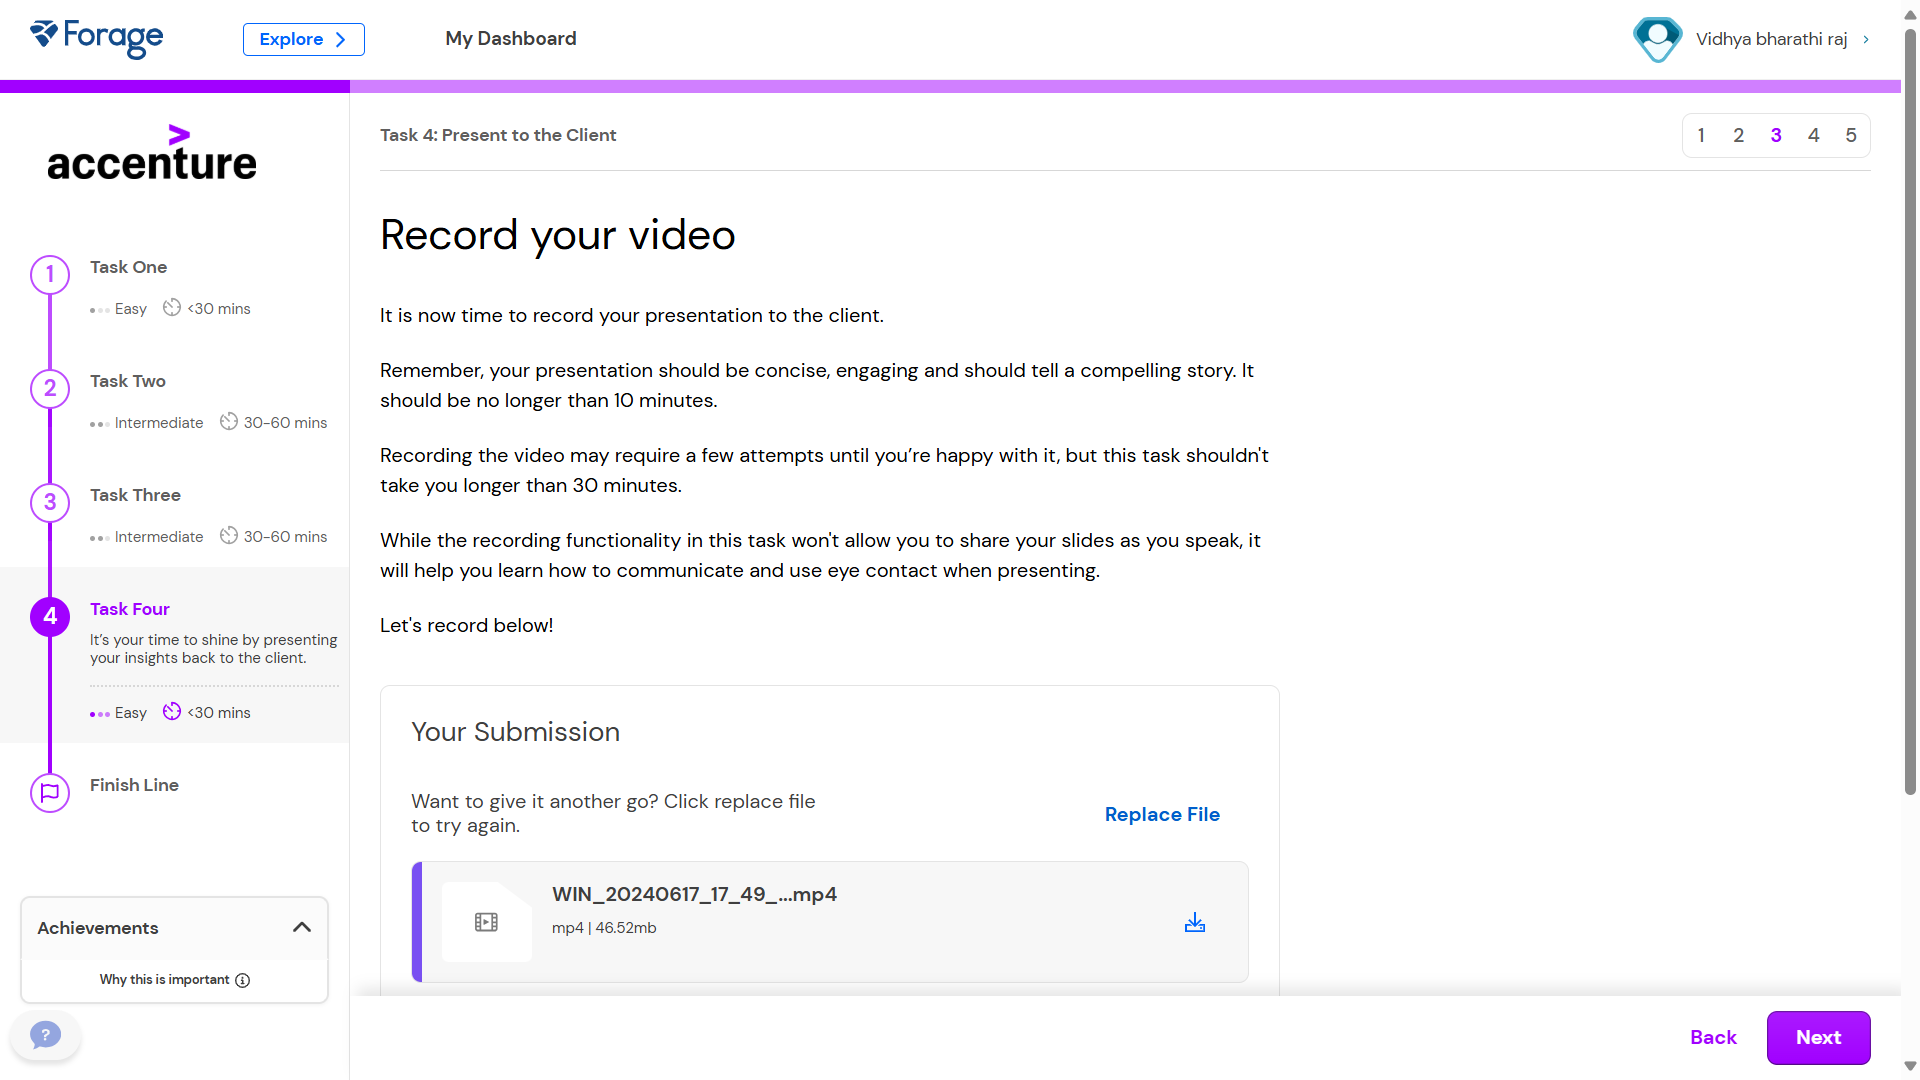 Forage
Explore
My Dashboard
Vidhya bharathi raj
accenture
Task 4: Present to the Client
1 2 3 4 5
Record your video
It is now time to record your presentation to the client.
Remember, your presentation should be concise, engaging and should tell a compelling story. It
should be no longer than 10 minutes.
Recording the video may require a few attempts until you’re happy with it, but this task shouldn't
take you longer than 30 minutes.
While the recording functionality in this task won't allow you to share your slides as you speak, it
will help you learn how to communicate and use eye contact when presenting.
Let's record below!
1
Task One
Easy <30 mins
2
Task Two
Intermediate 30-60 mins
3
Task Three
Intermediate 30-60 mins
4
Task Four
It’s your time to shine by presenting
your insights back to the client.
Easy <30 mins
Finish Line
Achievements
Why this is important
?
Your Submission
Want to give it another go? Click replace file
to try again.
Replace File
WIN_20240617_17_49_...mp4
mp4 | 46.52mb
Back
Next